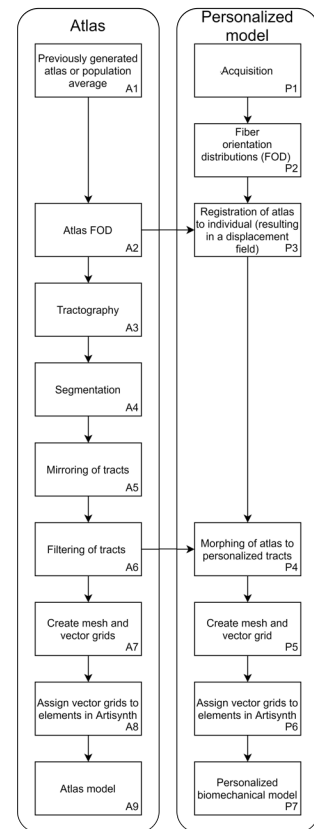 Atlas
Previously generated
atlas or population
average
A1
Atlas FOD
A2
Tractography
A3
Segmentation
A4
Mirroring of tracts
A5
Filtering of tracts
A6
Create mesh and
vector grids
A7
Assign vector grids to
elements in Artisynth
A8
Atlas model
A9
Personalized
model
Acquisition
P1
Fiber
orientation
distributions (FOD)
P2
Registration of atlas
to individual (resulting
in a displacement
field)
P3
Morphing of atlas to
personalized tracts
P4
Create mesh and
vector grid
P5
Assign vector grids to
elements in Artisynth
P6
Personalized
biomechanical model
P7